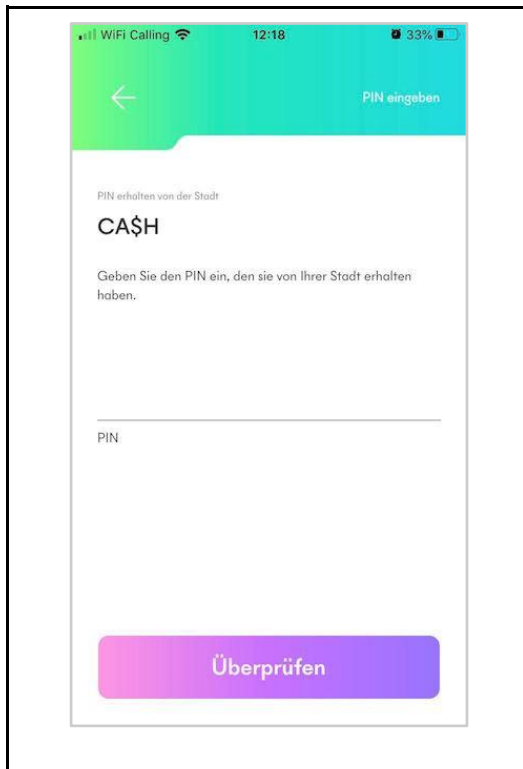 WiFi Calling 12:18 33%
PIN eingeben
PIN erhalten von der Stadt
CA$H
Geben Sie den PIN ein, den sie von Ihrer Stadt erhalten
haben.
PIN
Überprüfen